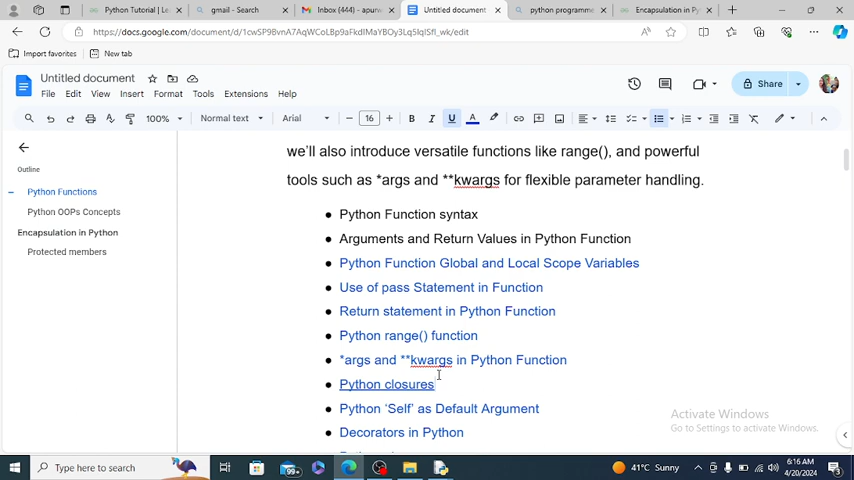 Python Tutorial | Le
gmail - Search
Inbox (444) - apunw
Untitled document
python programme
Encapsulation in Py
https://docs.google.com/document/d/1cwSP98vnA7AqWCoLBp9aFkdIMaYBOy3Lq5IqISfl_wk/edit
Import favorites
New tab
Untitled document
File Edit View Insert Format Tools Extensions Help
Share
100% Normal text Arial 16 B I U A
Outline
Python Functions
Python OOPs Concepts
Encapsulation in Python
Protected members
we'll also introduce versatile functions like range(), and powerful
tools such as *args and **kwargs for flexible parameter handling.
● Python Function syntax
● Arguments and Return Values in Python Function
● Python Function Global and Local Scope Variables
● Use of pass Statement in Function
● Return statement in Python Function
● Python range() function
● *args and **kwargs in Python Function
● Python closures
● Python ‘Self’ as Default Argument
● Decorators in Python
Activate Windows
Go to Settings to activate Windows.
Type here to search
99+
41°C Sunny
6:16 AM
4/20/2024
3